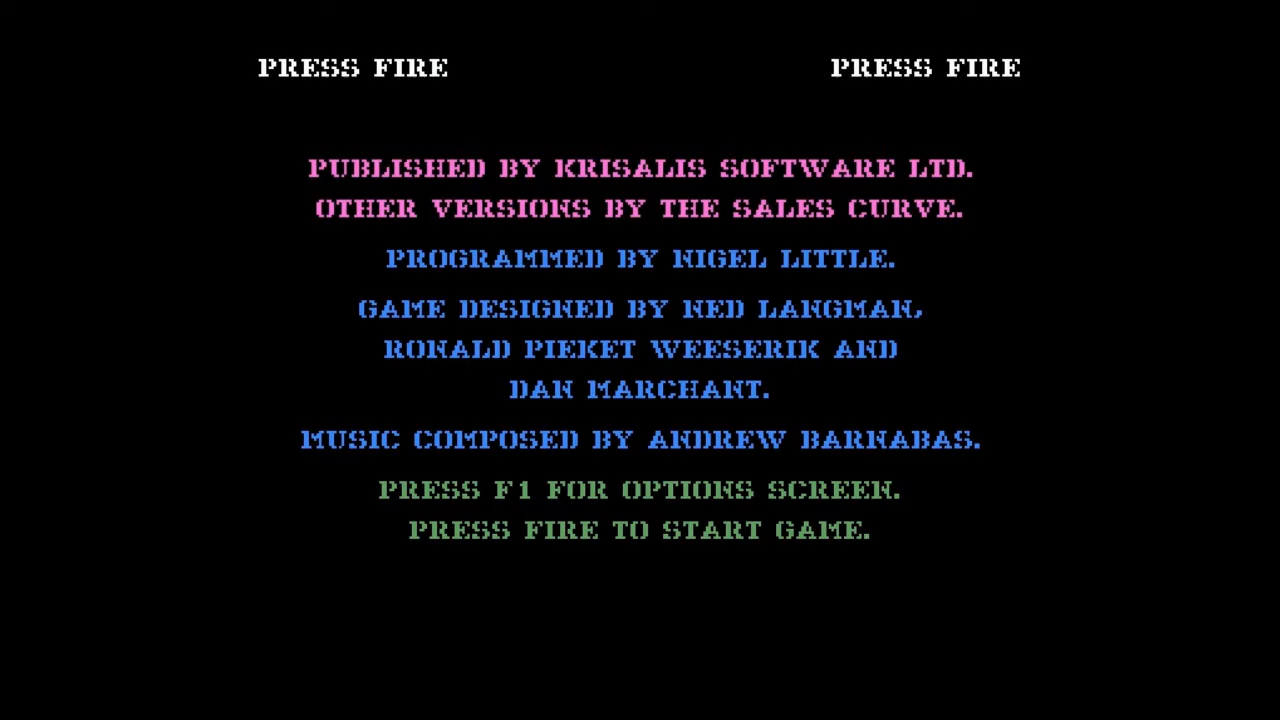 PRESS FIRE PRESS FIRE
PUBLISHED BY KRISALIS SOFTWARE LTD.
OTHER VERSIONS BY THE SALES CURVE.
PROGRAMMED BY NIGEL LITTLE.
GAME DESIGNED BY NED LANGMAN,
RONALD PIEKET WEESERIK AND
DAN MARCHANT.
MUSIC COMPOSED BY ANDREW BARNABAS.
PRESS F1 FOR OPTIONS SCREEN.
PRESS FIRE TO START GAME.